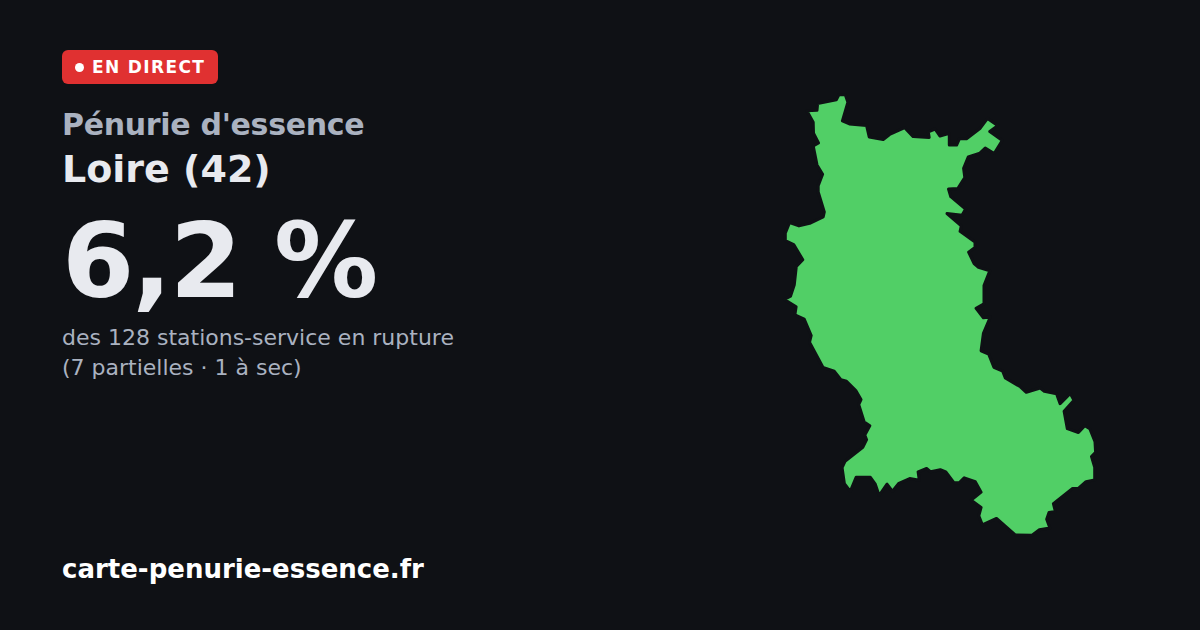 EN DIRECT
Pénurie d'essence
Loire (42)
6,2 %
des 128 stations-service en rupture
(7 partielles · 1 à sec)
carte-penurie-essence.fr